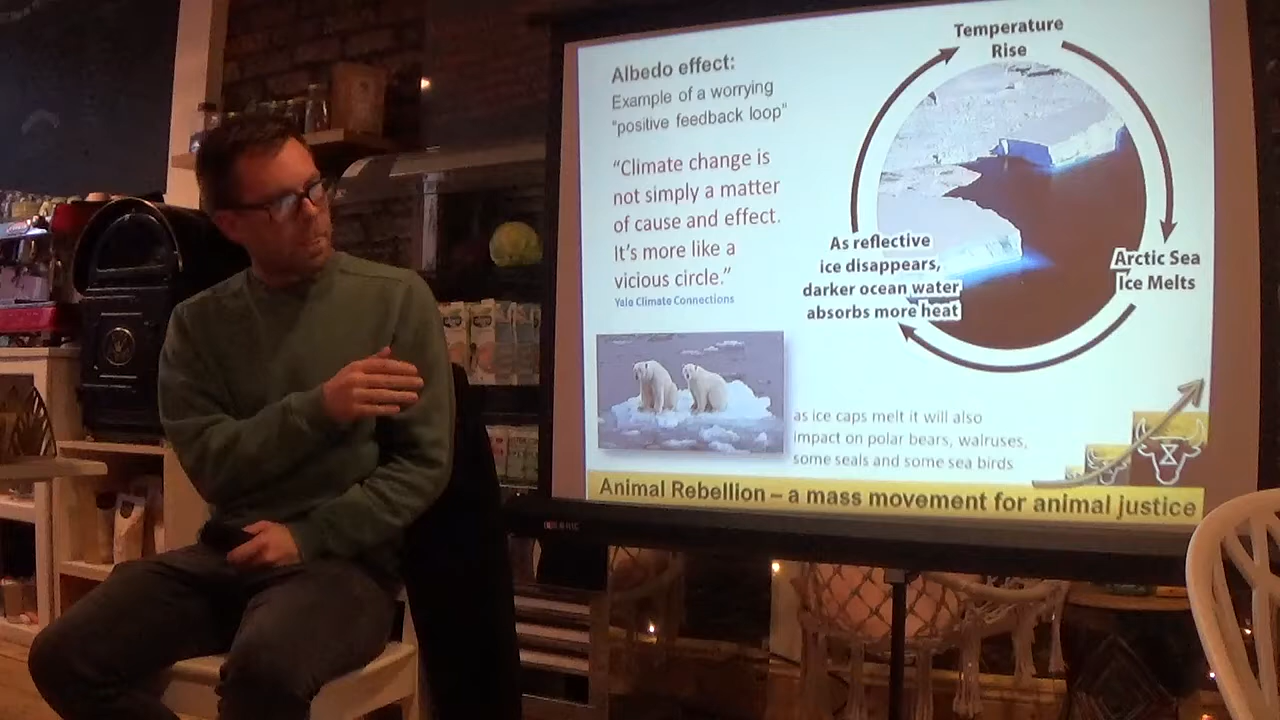 Albedo effect:
Example of a worrying
"positive feedback loop"
“Climate change is
not simply a matter
of cause and effect.
It’s more like a
vicious circle.”
Yale Climate Connections
Temperature
Rise
Arctic Sea
Ice Melts
As reflective
ice disappears,
darker ocean water
absorbs more heat
as ice caps melt it will also
impact on polar bears, walruses,
some seals and some sea birds
Animal Rebellion – a mass movement for animal justice